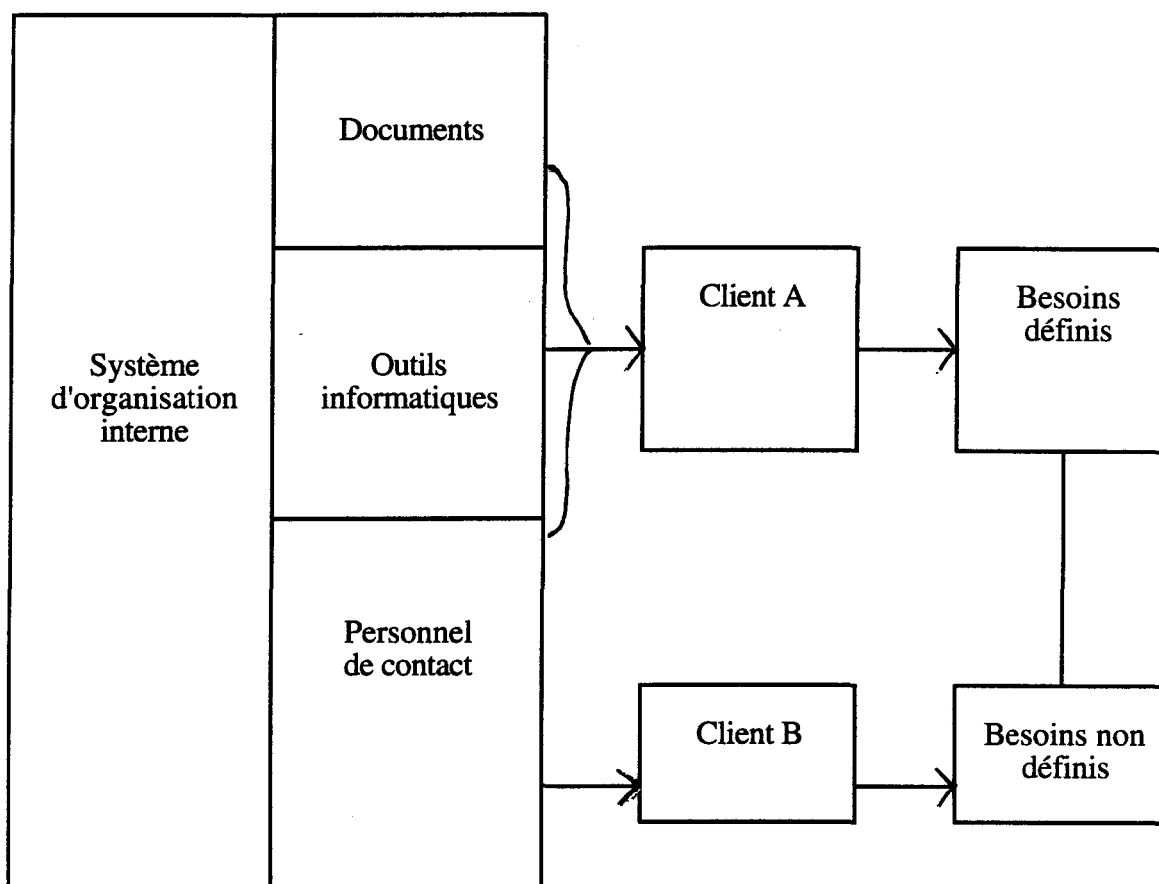 Système
d'organisation
interne
Documents
Outils
informatiques
Personnel
de contact
Client A
Besoins
définis
Client B
Besoins non
définis